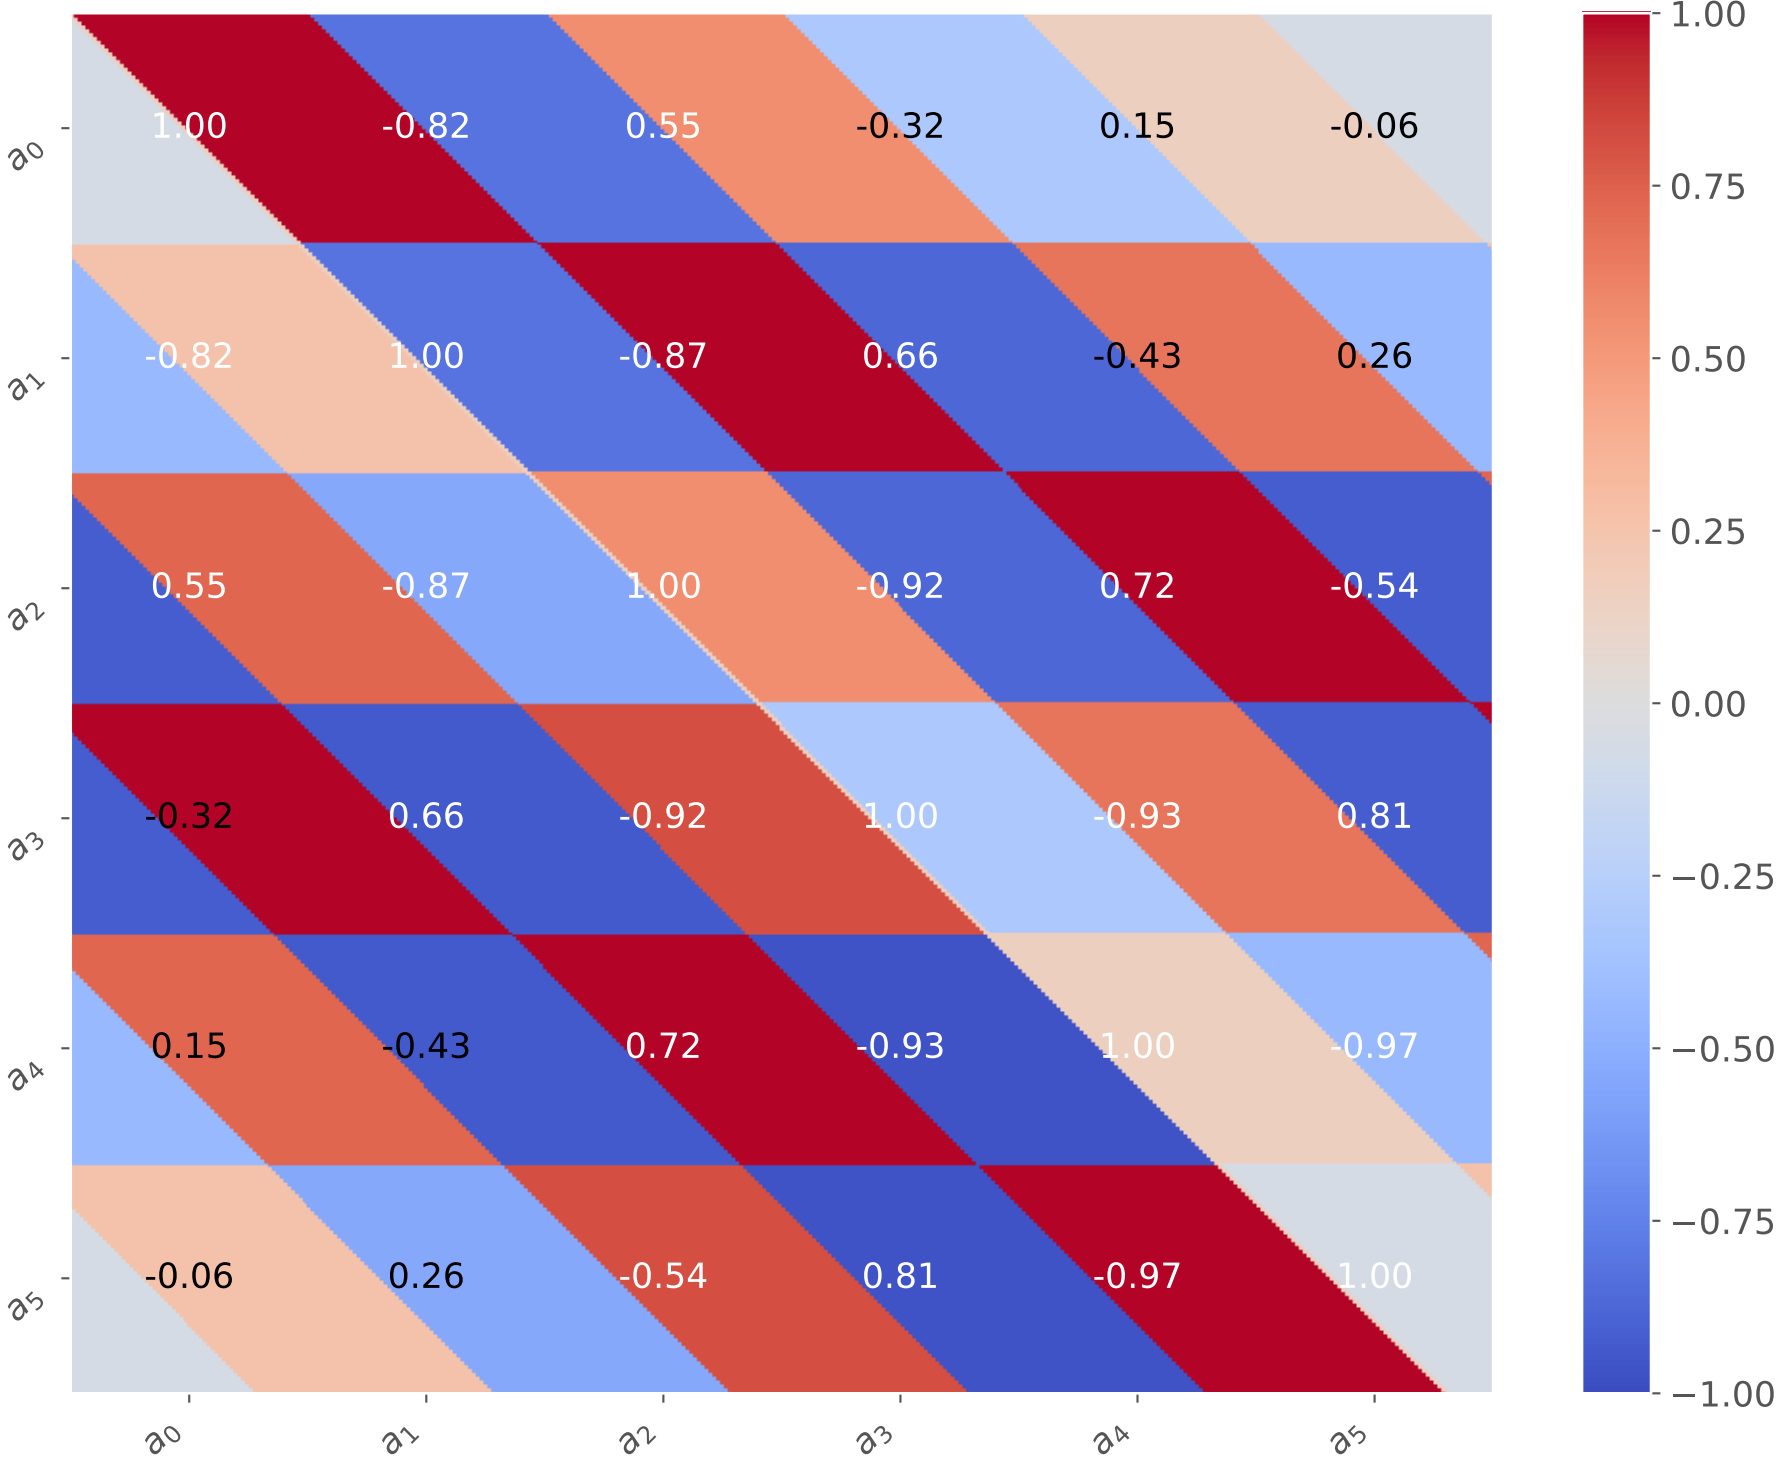 1.00
a0 1.00 -0.82 0.55 -0.32 0.15 -0.06
0.75
a1 -0.82 1.00 -0.87 0.66 -0.43 0.26
0.50
0.25
a2 0.55 -0.87 1.00 -0.92 0.72 -0.54
0.00
a3 -0.32 0.66 -0.92 1.00 -0.93 0.81
−0.25
a4 0.15 -0.43 0.72 -0.93 1.00 -0.97
−0.50
−0.75
a5 -0.06 0.26 -0.54 0.81 -0.97 1.00
−1.00
a0 a1 a2 a3 a4 a5